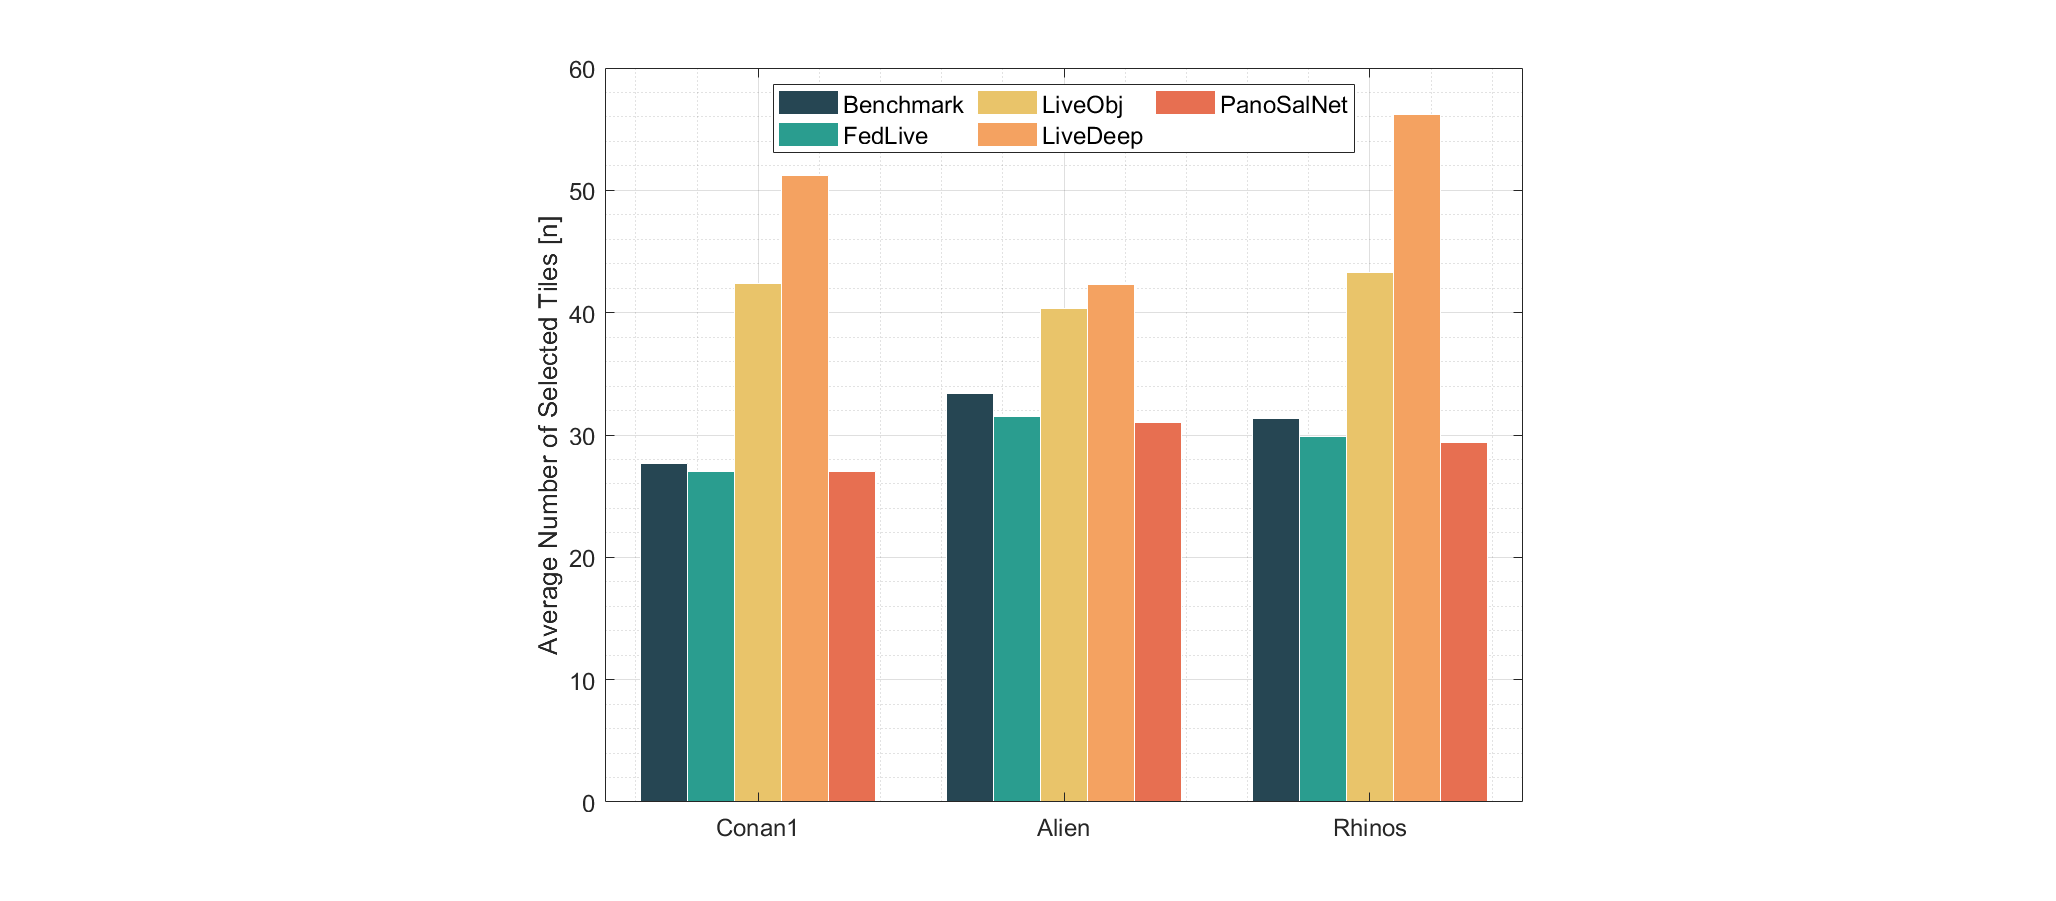 60
50
40
30
20
10
0
Average Number of Selected Tiles [n]
Benchmark
FedLive
LiveObj
LiveDeep
PanoSalNet
Conan1
Alien
Rhinos